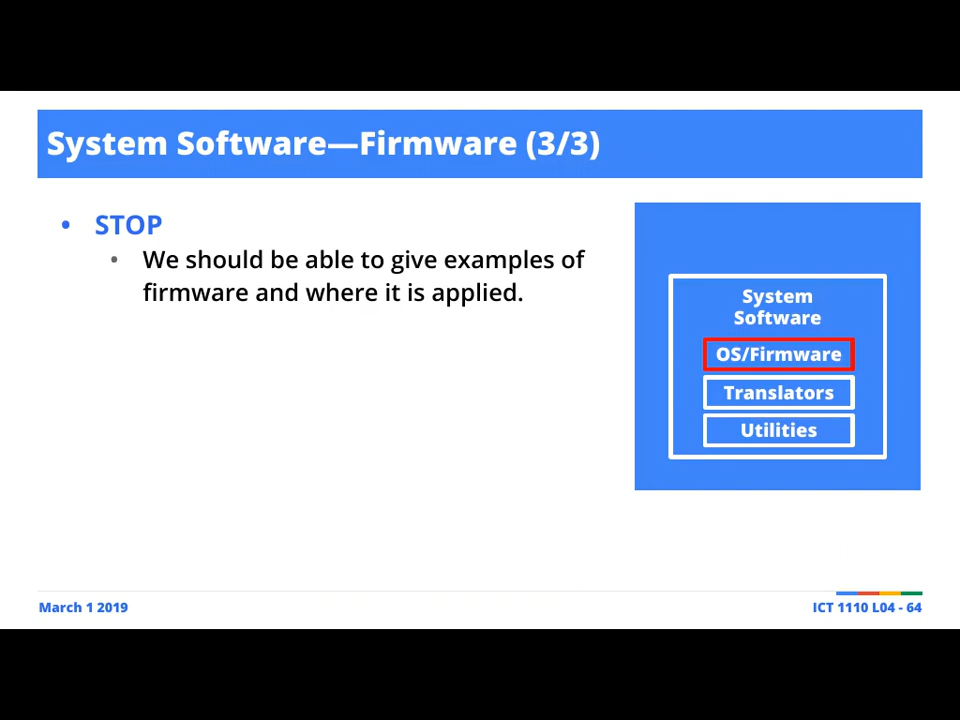 System Software—Firmware (3/3)
• STOP
• We should be able to give examples of
firmware and where it is applied.
System
Software
OS/Firmware
Translators
Utilities
March 1 2019
ICT 1110 L04 - 64